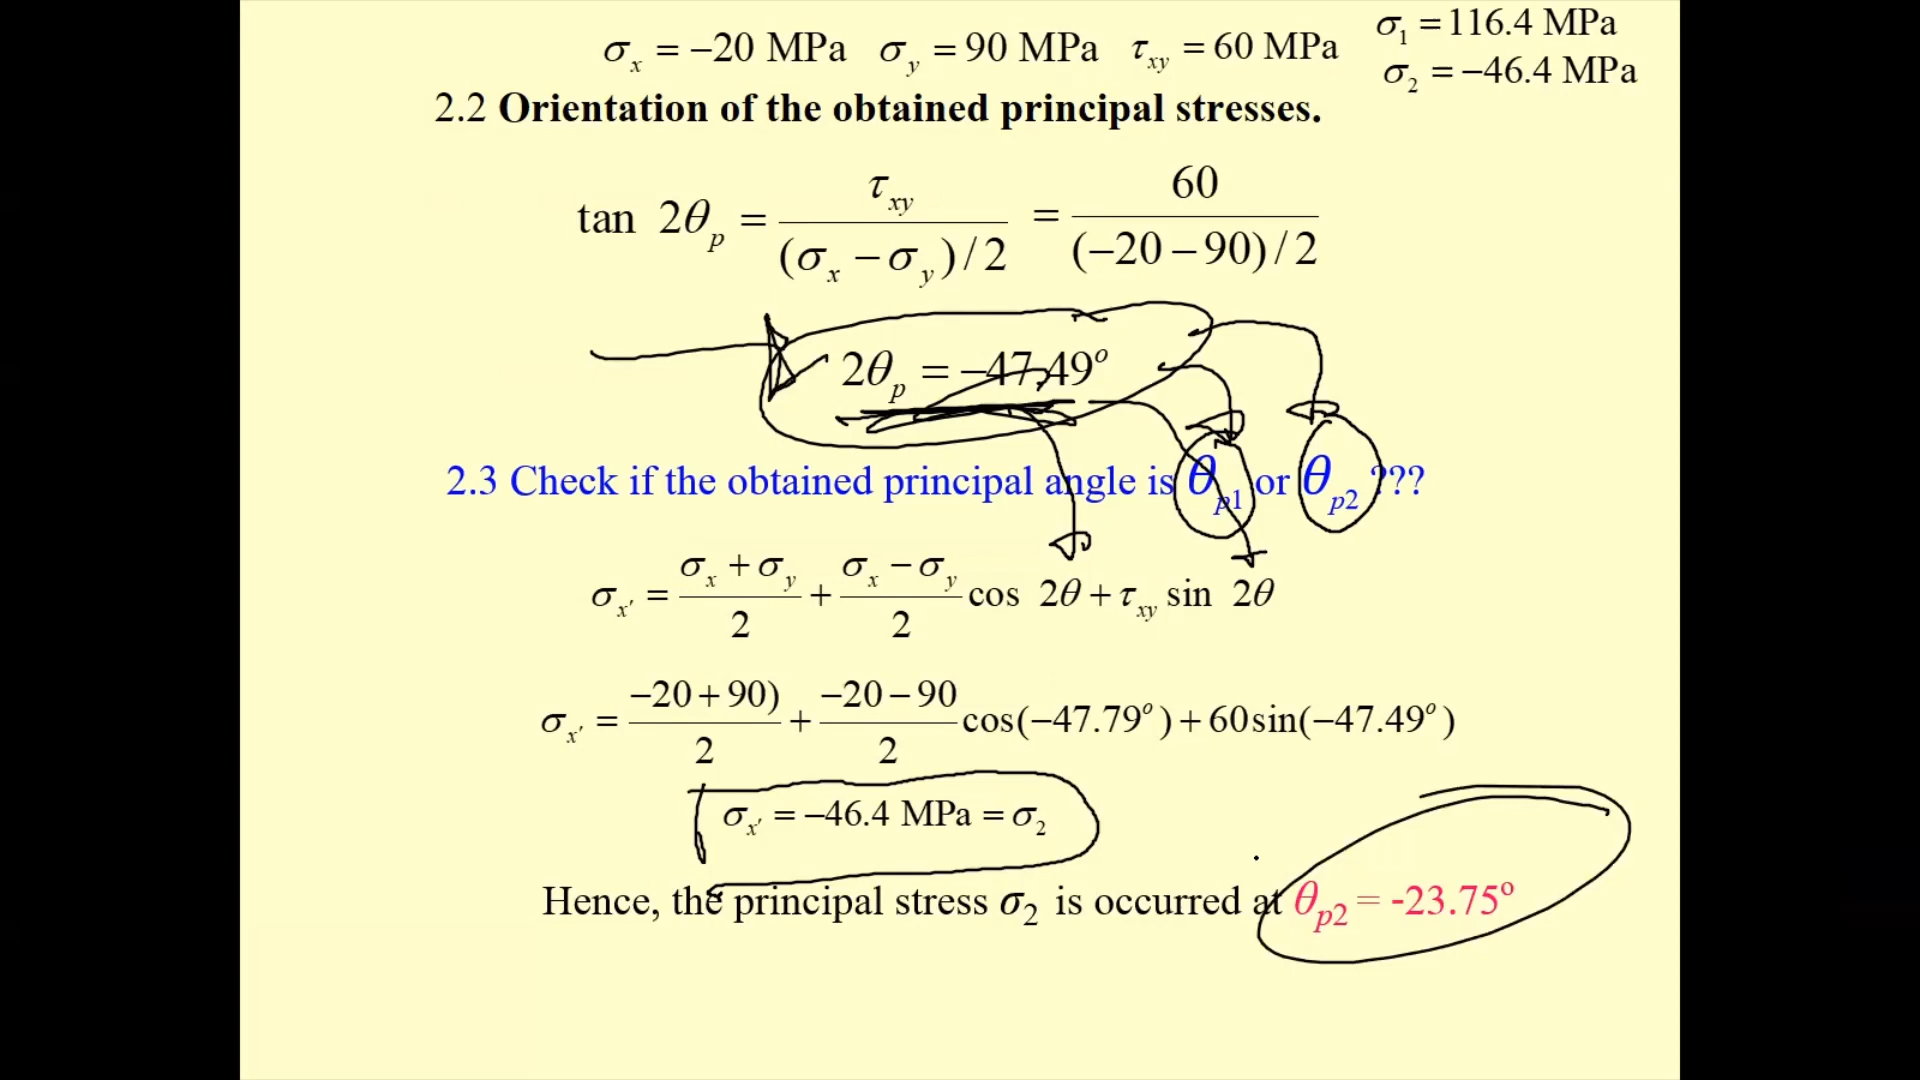 σx = −20 MPa σy = 90 MPa τxy = 60 MPa σ1 = 116.4 MPa
σ2 = −46.4 MPa
2.2 Orientation of the obtained principal stresses.
tan 2θp = τxy / (σx − σy)/2 = 60 / (−20 − 90)/2
2θp = −47.49°
2.3 Check if the obtained principal angle is θp1 or θp2 ???
σx' = (σx + σy)/2 + (σx − σy)/2 cos 2θ + τxy sin 2θ
σx' = −20 + 90)/2 + −20 − 90/2 cos(−47.79°) + 60 sin(−47.49°)
σx' = −46.4 MPa = σ2
Hence, the principal stress σ2 is occurred at θp2 = -23.75°